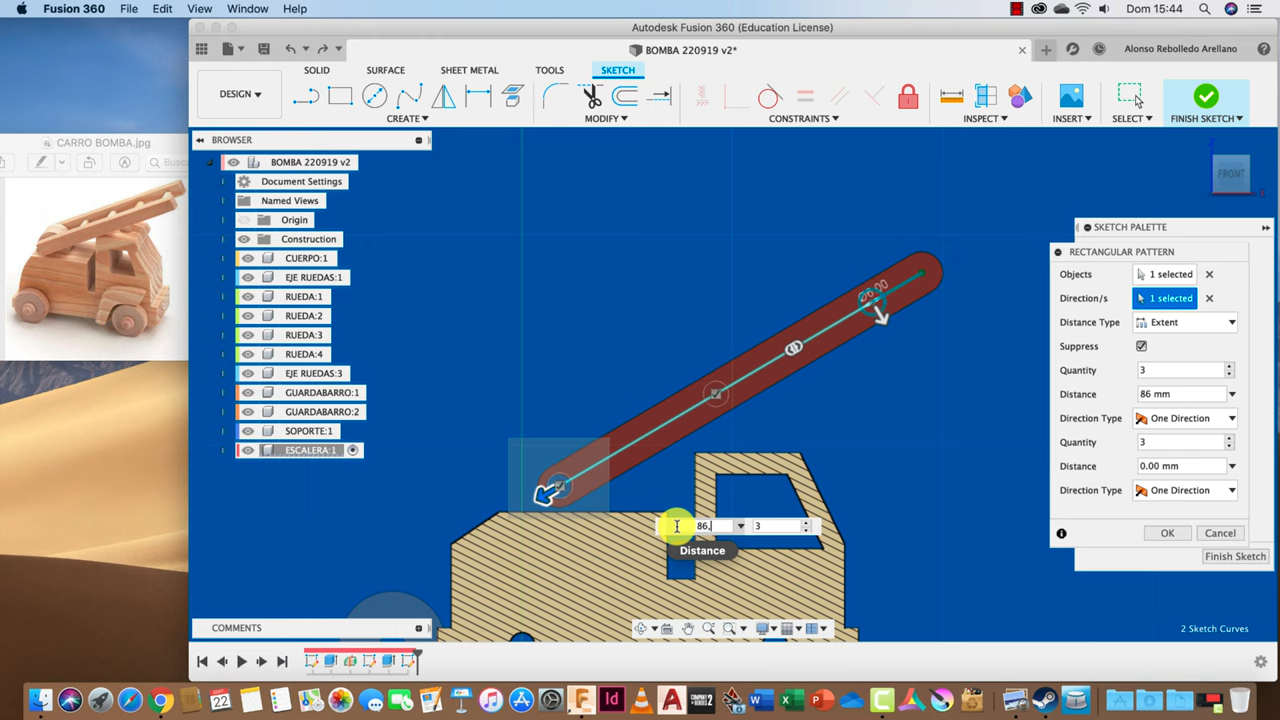 Fusion 360 File Edit View Window Help Dom 15:44
Autodesk Fusion 360 (Education License)
BOMBA 220919 v2*
Alonso Rebolledo Arellano
SOLID SURFACE SHEET METAL TOOLS SKETCH
DESIGN
CREATE MODIFY CONSTRAINTS INSPECT INSERT SELECT FINISH SKETCH
CARRO BOMBA.jpg
Busc
BROWSER
BOMBA 220919 v2
Document Settings
Named Views
Origin
Construction
CUERPO:1
EJE RUEDAS:1
RUEDA:1
RUEDA:2
RUEDA:3
RUEDA:4
EJE RUEDAS:3
GUARDABARRO:1
GUARDABARRO:2
SOPORTE:1
ESCALERA:1
FRONT
Ø6.00
86, 3
Distance
SKETCH PALETTE
RECTANGULAR PATTERN
Objects 1 selected
Direction/s 1 selected
Distance Type Extent
Suppress
Quantity 3
Distance 86 mm
Direction Type One Direction
Quantity 3
Distance 0.00 mm
Direction Type One Direction
OK Cancel
Finish Sketch
COMMENTS
2 Sketch Curves
SEPT
22